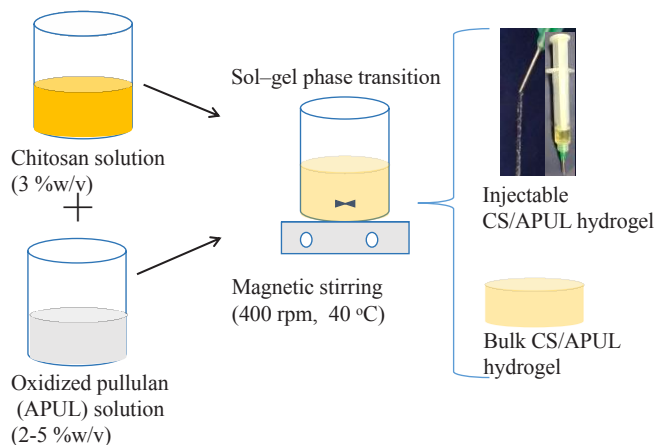 Chitosan solution
(3 %w/v)
+
Oxidized pullulan
(APUL) solution
(2-5 %w/v)
Sol–gel phase transition
Magnetic stirring
(400 rpm, 40 ºC)
Injectable
CS/APUL hydrogel
Bulk CS/APUL
hydrogel